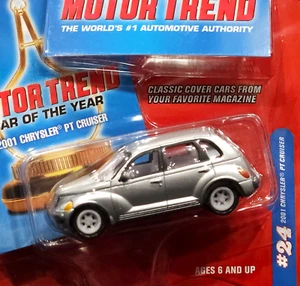 MOTOR TREND
THE WORLD'S #1 AUTOMOTIVE AUTHORITY
CLASSIC COVER CARS FROM
YOUR FAVORITE MAGAZINE
OTOR TREND
AR OF THE YEAR
2001 CHRYSLER® PT CRUISER
#24 2001 CHRYSLER® PT CRUISER
AGES 6 AND UP